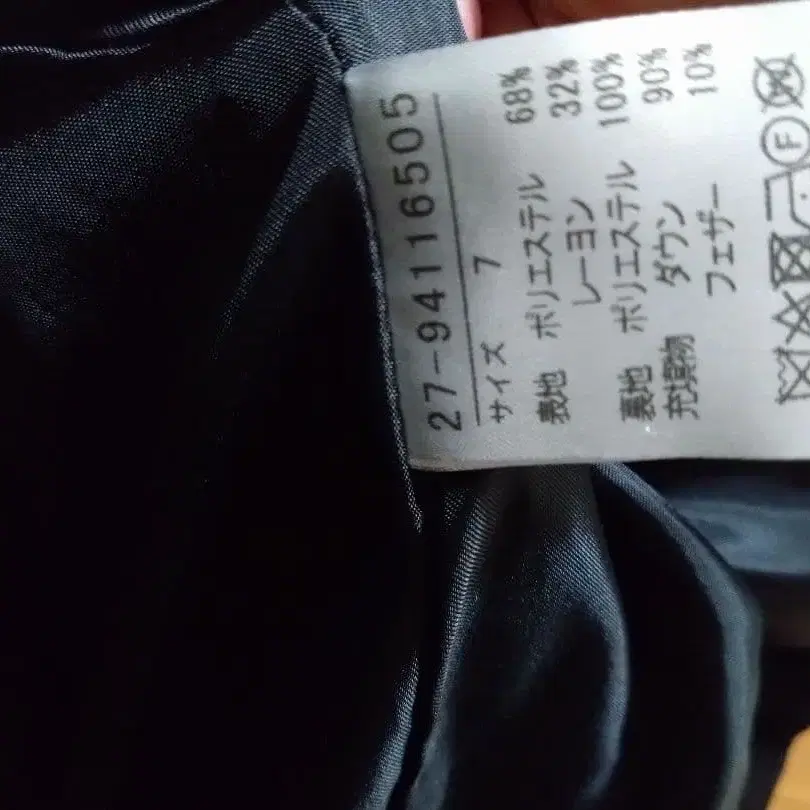 27-94116505
サイズ 7
表地 ポリエステル 68%
レーヨン 32%
裏地 ポリエステル 100%
充填物 ダウン 90%
フェザー 10%
F